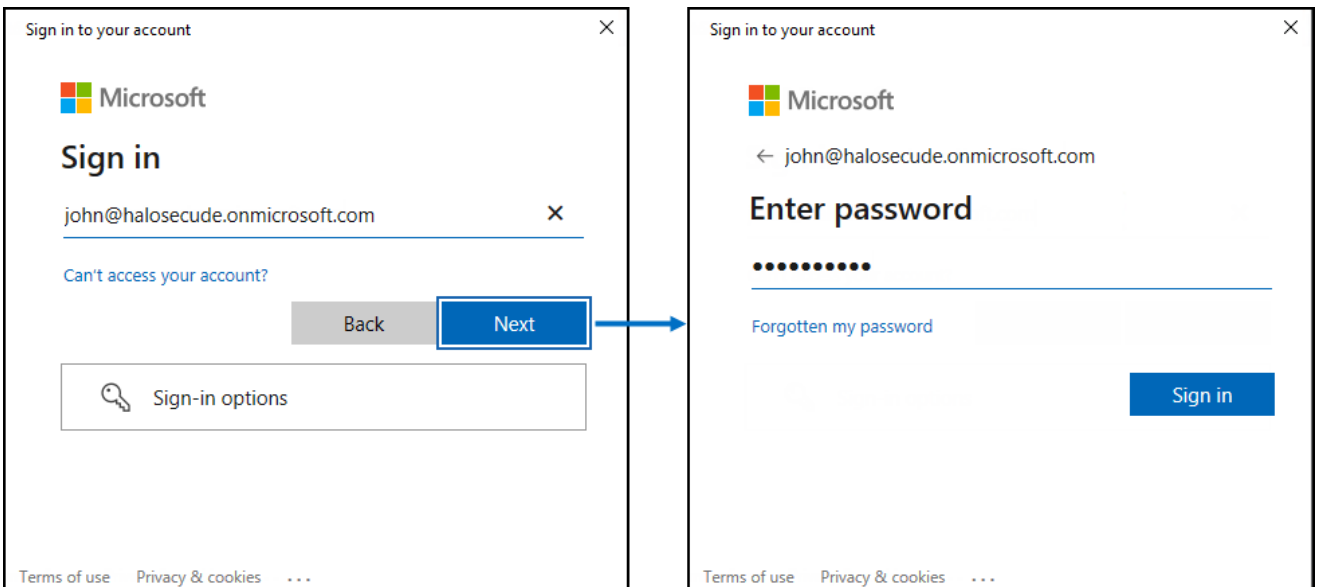 Sign in to your account
Microsoft
Sign in
john@halosecude.onmicrosoft.com
Can't access your account?
Back Next
Sign-in options
Terms of use Privacy & cookies ...
Sign in to your account
Microsoft
john@halosecude.onmicrosoft.com
Enter password
Forgotten my password
Sign in
Terms of use Privacy & cookies ...